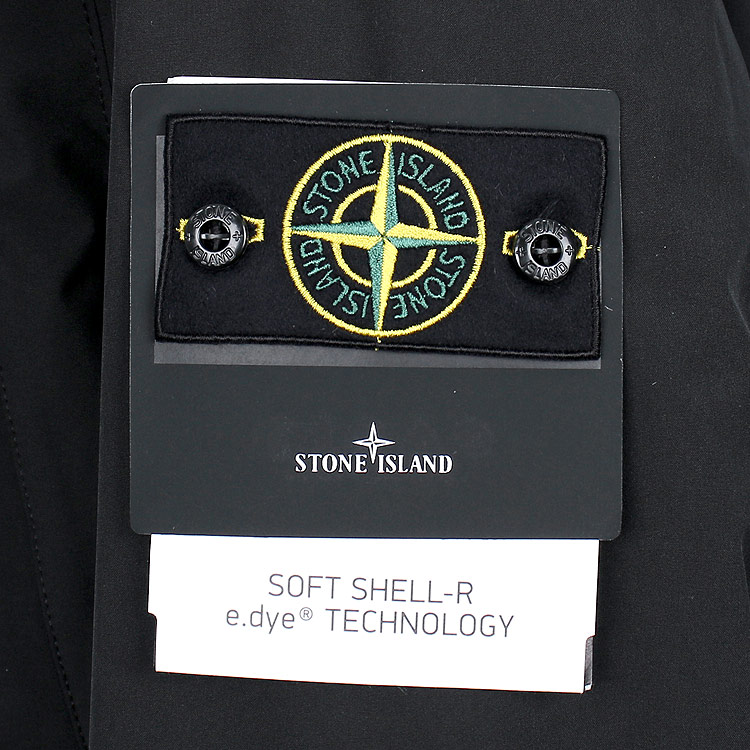 STONE ISLAND
STONE ISLAND
STONE
ISLAND
STONE
ISLAND
STONE ISLAND
SOFT SHELL-R
e.dye® TECHNOLOGY